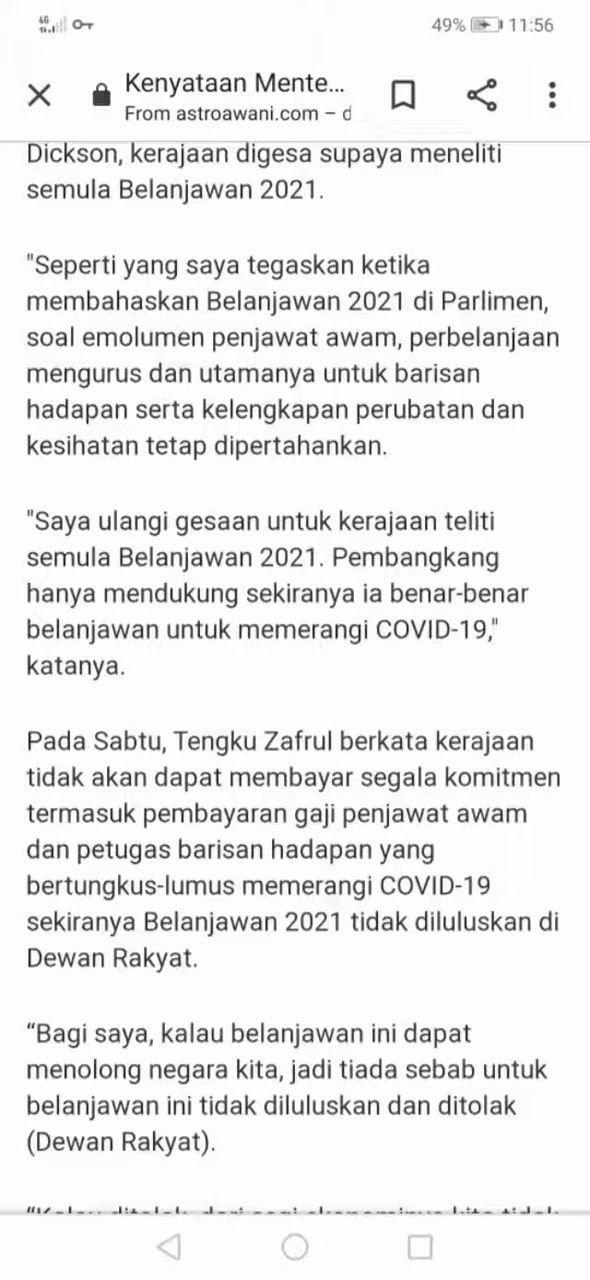 4G
49% 11:56
Kenyataan Mente...
From astroawani.com – d
Dickson, kerajaan digesa supaya meneliti
semula Belanjawan 2021.
"Seperti yang saya tegaskan ketika
membahaskan Belanjawan 2021 di Parlimen,
soal emolumen penjawat awam, perbelanjaan
mengurus dan utamanya untuk barisan
hadapan serta kelengkapan perubatan dan
kesihatan tetap dipertahankan.
"Saya ulangi gesaan untuk kerajaan teliti
semula Belanjawan 2021. Pembangkang
hanya mendukung sekiranya ia benar-benar
belanjawan untuk memerangi COVID-19,"
katanya.
Pada Sabtu, Tengku Zafrul berkata kerajaan
tidak akan dapat membayar segala komitmen
termasuk pembayaran gaji penjawat awam
dan petugas barisan hadapan yang
bertungkus-lumus memerangi COVID-19
sekiranya Belanjawan 2021 tidak diluluskan di
Dewan Rakyat.
“Bagi saya, kalau belanjawan ini dapat
menolong negara kita, jadi tiada sebab untuk
belanjawan ini tidak diluluskan dan ditolak
(Dewan Rakyat).